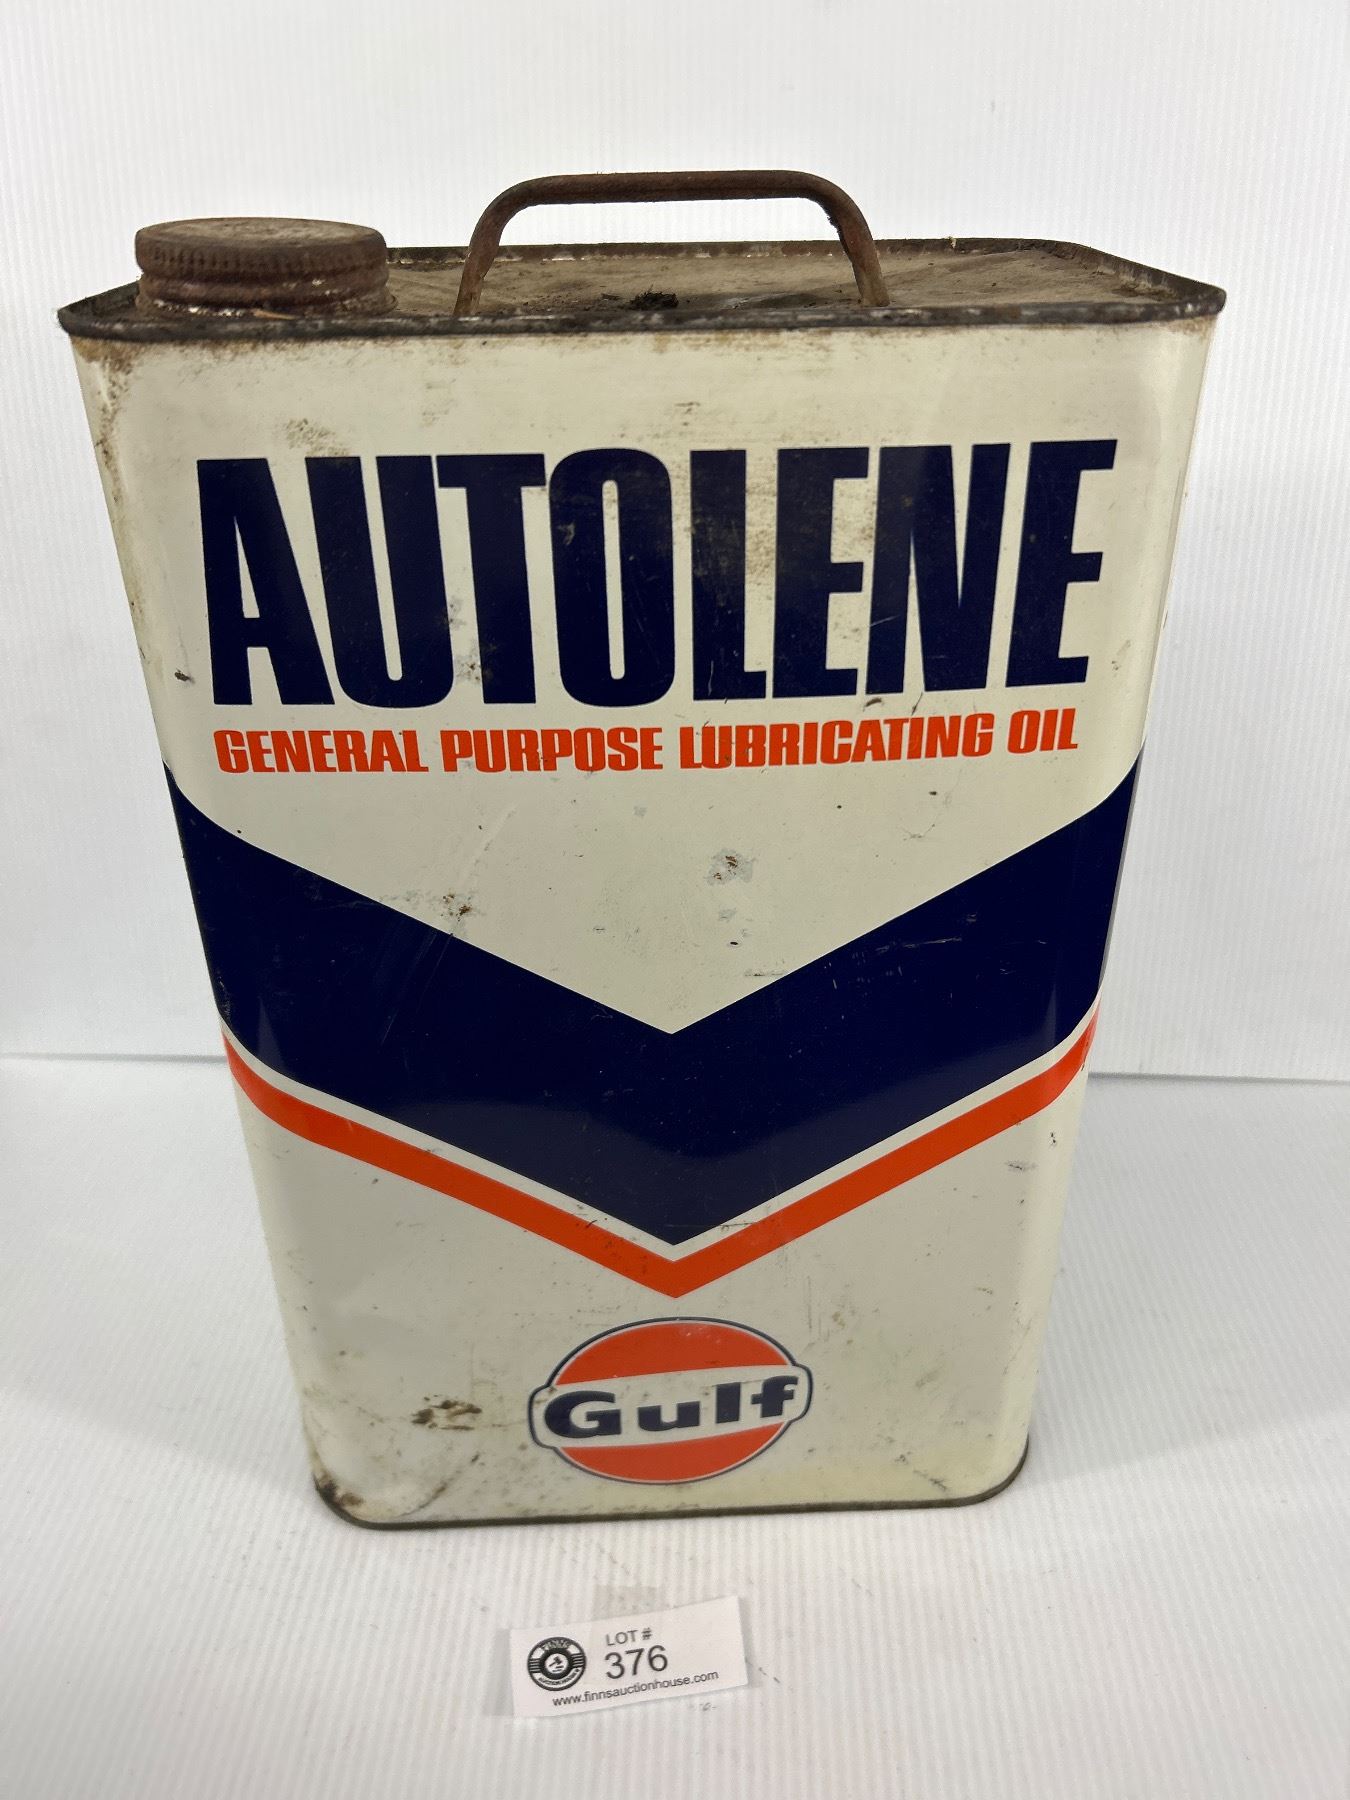 AUTOLENE
GENERAL PURPOSE LUBRICATING OIL
Gulf
LOT #
376
www.finnsauctionhouse.com